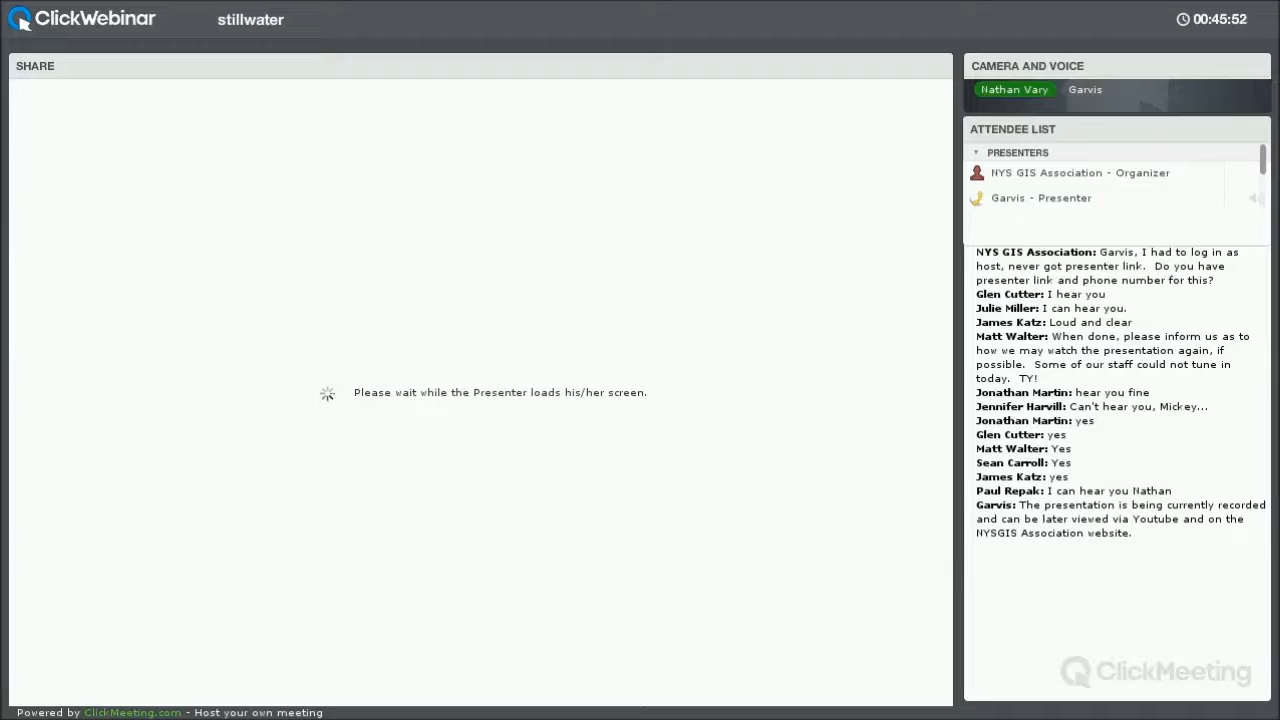 ClickWebinar
stillwater
00:45:52
SHARE
Please wait while the Presenter loads his/her screen.
CAMERA AND VOICE
Nathan Vary
Garvis
ATTENDEE LIST
PRESENTERS
NYS GIS Association - Organizer
Garvis - Presenter
NYS GIS Association: Garvis, I had to log in as
host, never got presenter link. Do you have
presenter link and phone number for this?
Glen Cutter: I hear you
Julie Miller: I can hear you.
James Katz: Loud and clear
Matt Walter: When done, please inform us as to
how we may watch the presentation again, if
possible. Some of our staff could not tune in
today. TY!
Jonathan Martin: hear you fine
Jennifer Harvill: Can't hear you, Mickey...
Jonathan Martin: yes
Glen Cutter: yes
Matt Walter: Yes
Sean Carroll: Yes
James Katz: yes
Paul Repak: I can hear you Nathan
Garvis: The presentation is being currently recorded
and can be later viewed via Youtube and on the
NYSGIS Association website.
ClickMeeting
Powered by ClickMeeting.com - Host your own meeting